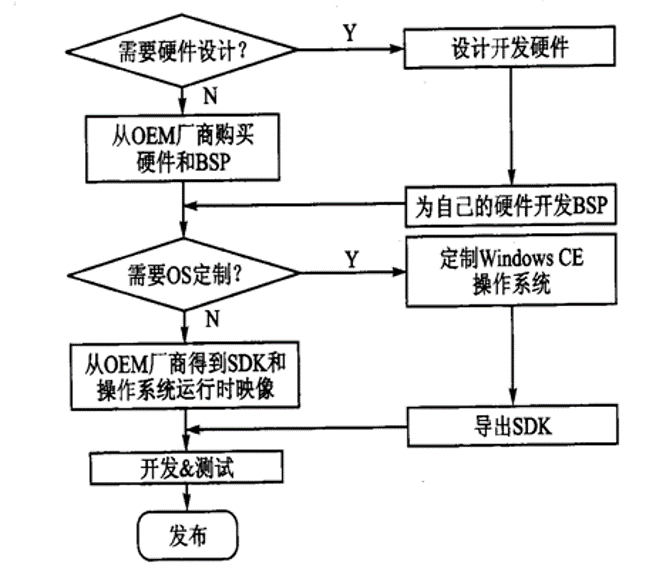 需要硬件设计?
Y
设计开发硬件
N
从OEM厂商购买
硬件和BSP
为自己的硬件开发BSP
需要OS定制?
Y
定制Windows CE
操作系统
N
从OEM厂商得到SDK和
操作系统运行时映像
导出SDK
开发&测试
发布